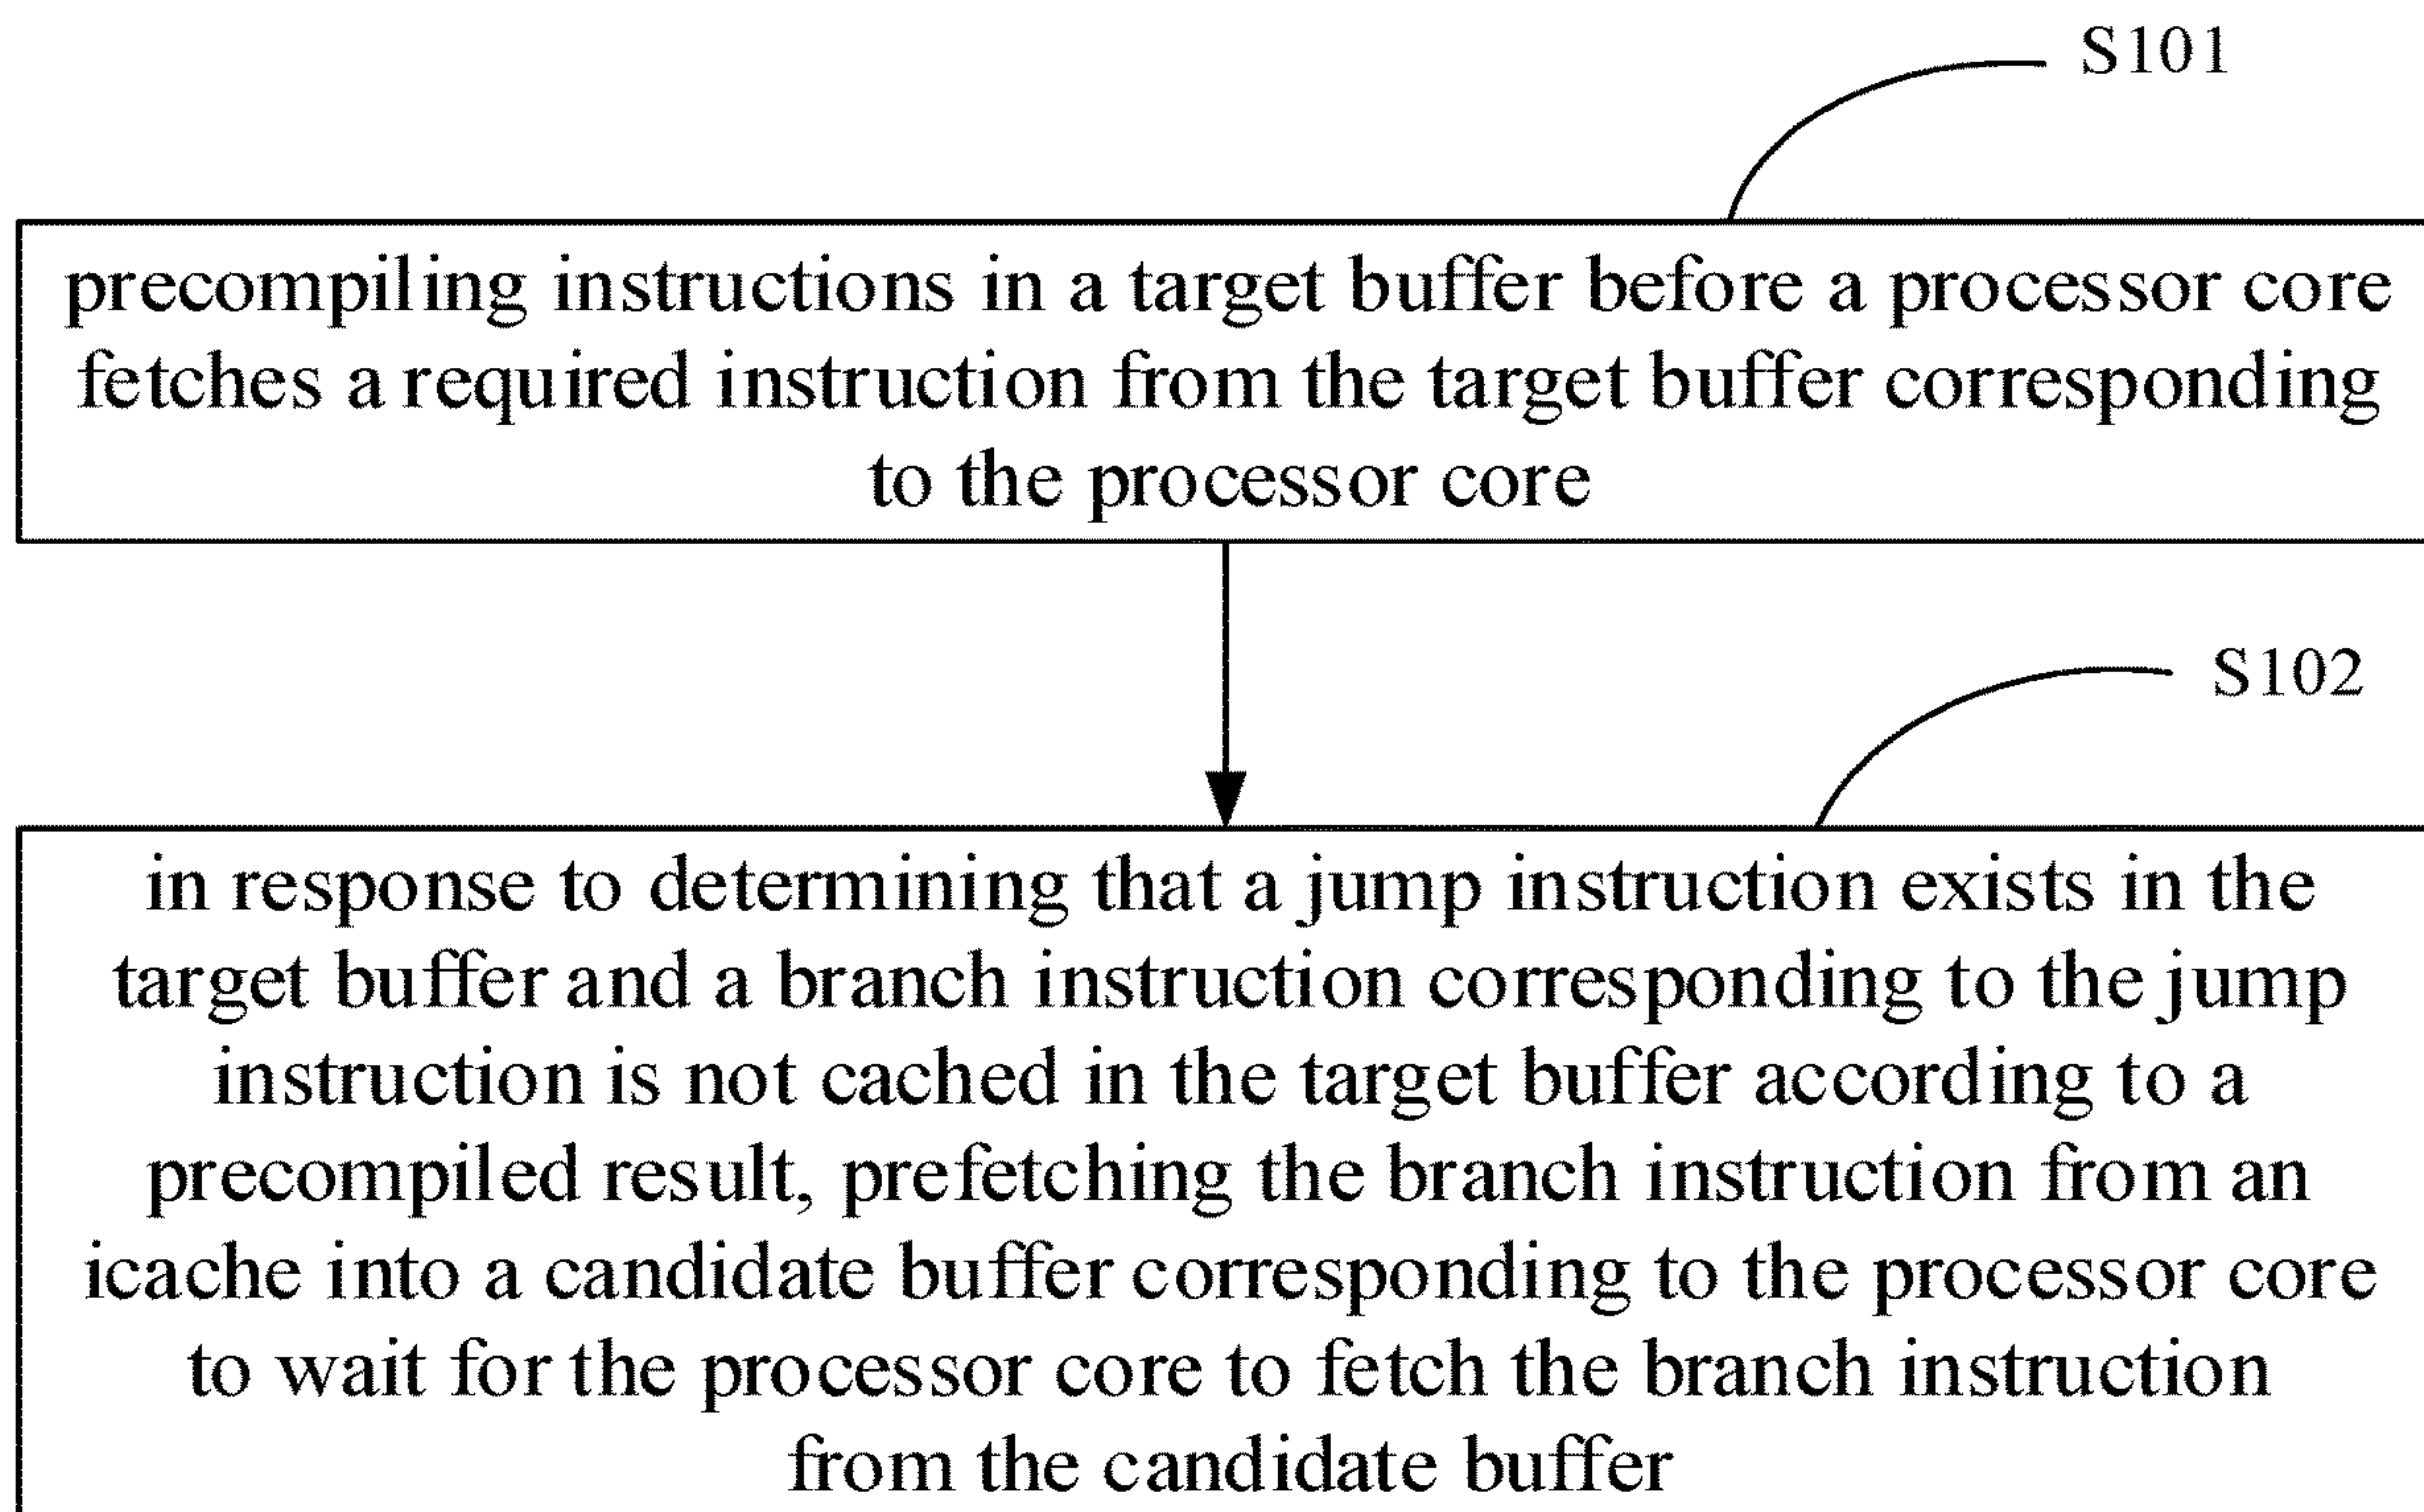 S101
precompiling instructions in a target buffer before a processor core
fetches a required instruction from the target buffer corresponding
to the processor core
S102
in response to determining that a jump instruction exists in the
target buffer and a branch instruction corresponding to the jump
instruction is not cached in the target buffer according to a
precompiled result, prefetching the branch instruction from an
icache into a candidate buffer corresponding to the processor core
to wait for the processor core to fetch the branch instruction
from the candidate buffer